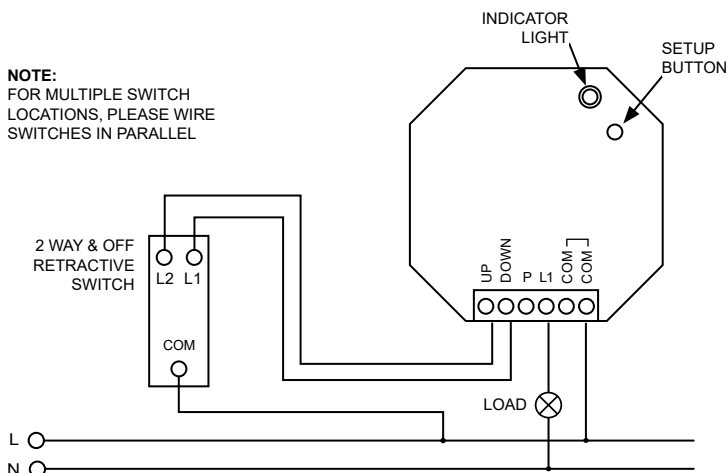 INDICATOR
LIGHT
SETUP
BUTTON
NOTE:
FOR MULTIPLE SWITCH
LOCATIONS, PLEASE WIRE
SWITCHES IN PARALLEL
2 WAY & OFF
RETRACTIVE
SWITCH
L2 L1
COM
UP
DOWN
P
L1
COM
COM
LOAD
L
N